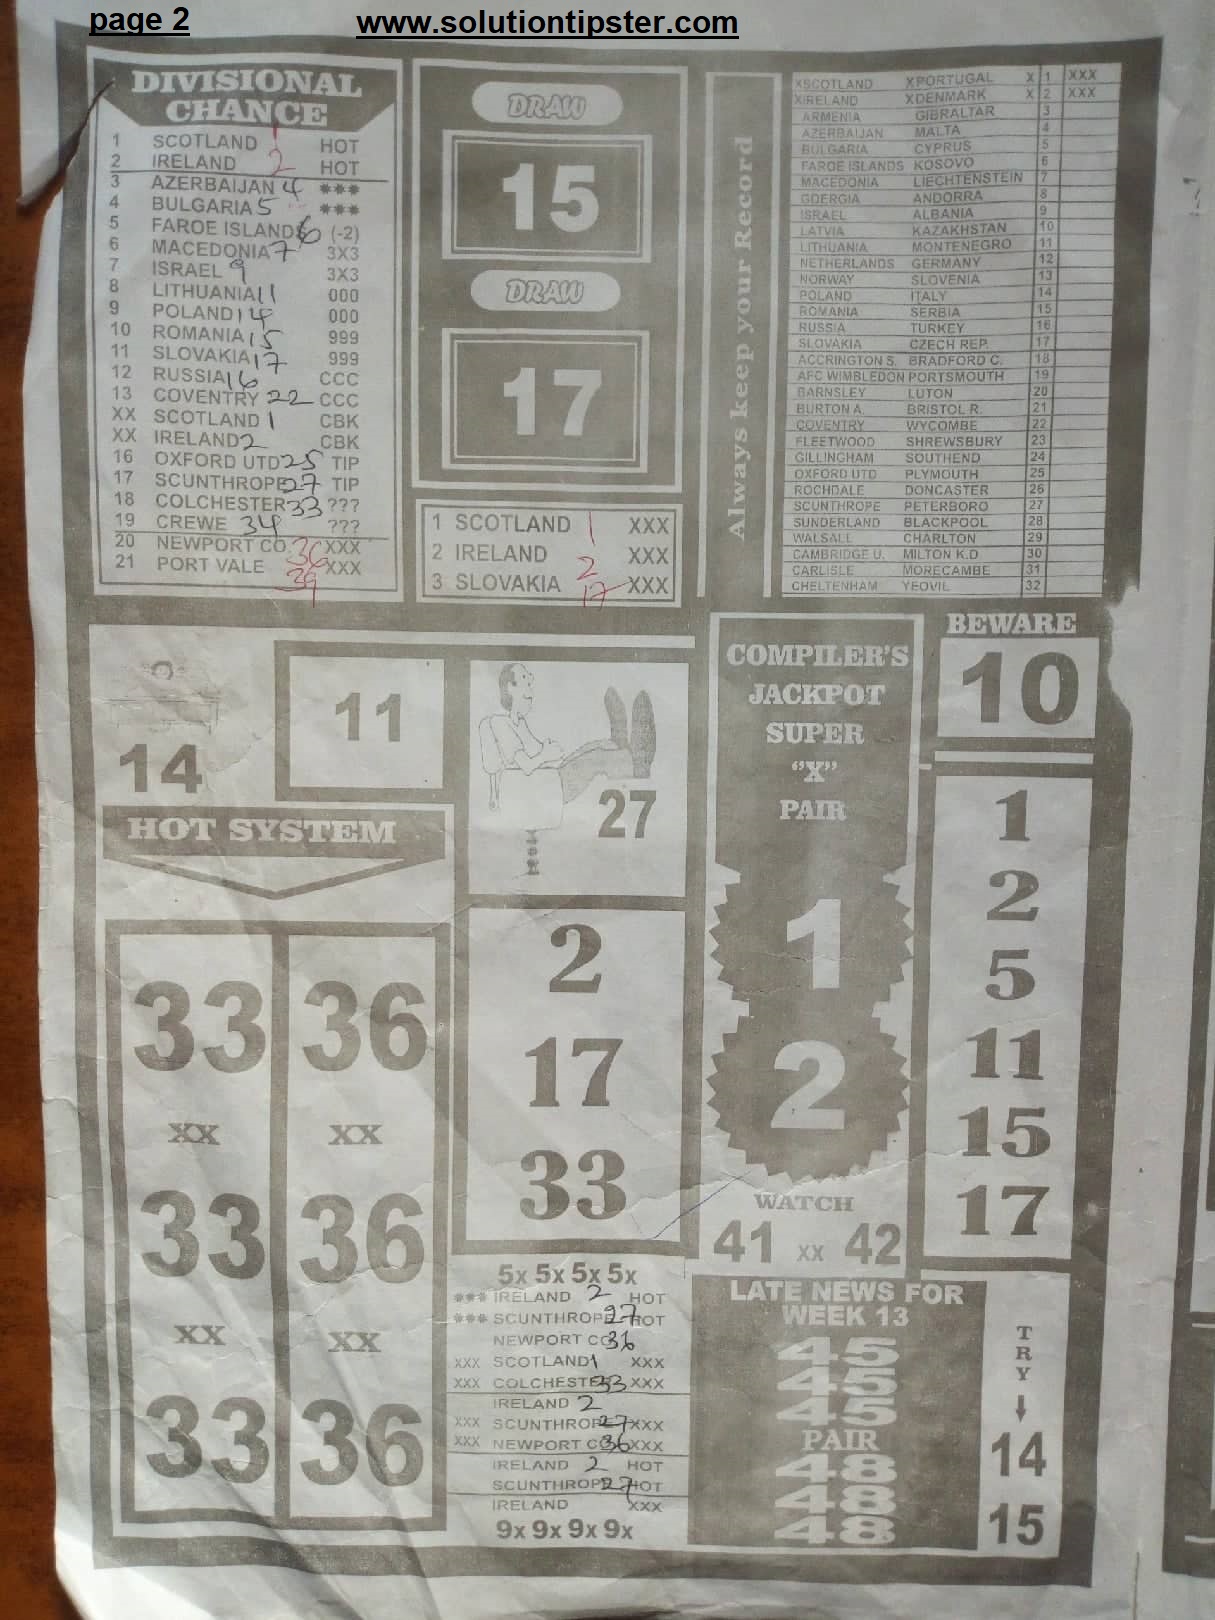 page 2
www.solutiontipster.com
DIVISIONAL
CHANCE
1 SCOTLAND 1 HOT
2 IRELAND 2 HOT
3 AZERBAIJAN 4 ***
4 BULGARIA 5 ***
5 FAROE ISLANDS 6 (-2)
6 MACEDONIA 7 3X3
7 ISRAEL 9 3X3
8 LITHUANIA 11 000
9 POLAND 14 000
10 ROMANIA 15 999
11 SLOVAKIA 17 999
12 RUSSIA 16 CCC
13 COVENTRY 22 CCC
XX SCOTLAND 1 CBK
XX IRELAND 2 CBK
16 OXFORD UTD 25 TIP
17 SCUNTHROPE 27 TIP
18 COLCHESTER 33 ???
19 CREWE 34 ???
20 NEWPORT CO. 36 XXX
21 PORT VALE 39 XXX
DRAW
15
DRAW
17
1 SCOTLAND 1 XXX
2 IRELAND 2 XXX
3 SLOVAKIA 17 XXX
Always keep your Record
XSCOTLAND XPORTUGAL X 1 XXX
XIRELAND XDENMARK X 2 XXX
ARMENIA GIBRALTAR 3
AZERBAIJAN MALTA 4
BULGARIA CYPRUS 5
FAROE ISLANDS KOSOVO 6
MACEDONIA LIECHTENSTEIN 7
GDERGIA ANDORRA 8
ISRAEL ALBANIA 9
LATVIA KAZAKHSTAN 10
LITHUANIA MONTENEGRO 11
NETHERLANDS GERMANY 12
NORWAY SLOVENIA 13
POLAND ITALY 14
ROMANIA SERBIA 15
RUSSIA TURKEY 16
SLOVAKIA CZECH REP. 17
ACCRINGTON S. BRADFORD C. 18
AFC WIMBLEDON PORTSMOUTH 19
BARNSLEY LUTON 20
BURTON A. BRISTOL R. 21
COVENTRY WYCOMBE 22
FLEETWOOD SHREWSBURY 23
GILLINGHAM SOUTHEND 24
OXFORD UTD PLYMOUTH 25
ROCHDALE DONCASTER 26
SCUNTHROPE PETERBORO 27
SUNDERLAND BLACKPOOL 28
WALSALL CHARLTON 29
CAMBRIDGE U. MILTON K.D 30
CARLISLE MORECAMBE 31
CHELTENHAM YEOVIL 32
14
11
27
HOT SYSTEM
33 36
XX XX
33 36
XX XX
33 36
2
17
33
5x 5x 5x 5x
*** IRELAND 2 HOT
*** SCUNTHROPE 27 HOT
NEWPORT CO 36
XXX SCOTLAND 1 XXX
XXX COLCHESTER 33 XXX
IRELAND 2
XXX SCUNTHROPE 27 XXX
XXX NEWPORT CO 36 XXX
IRELAND 2 HOT
SCUNTHROPE 27 HOT
IRELAND XXX
9x 9x 9x 9x
COMPILER'S
JACKPOT
SUPER
"X"
PAIR
1
2
WATCH
41 XX 42
LATE NEWS FOR
WEEK 13
45
45
45
PAIR
48
48
48
BEWARE
10
1
2
5
11
15
17
TRY
14
15